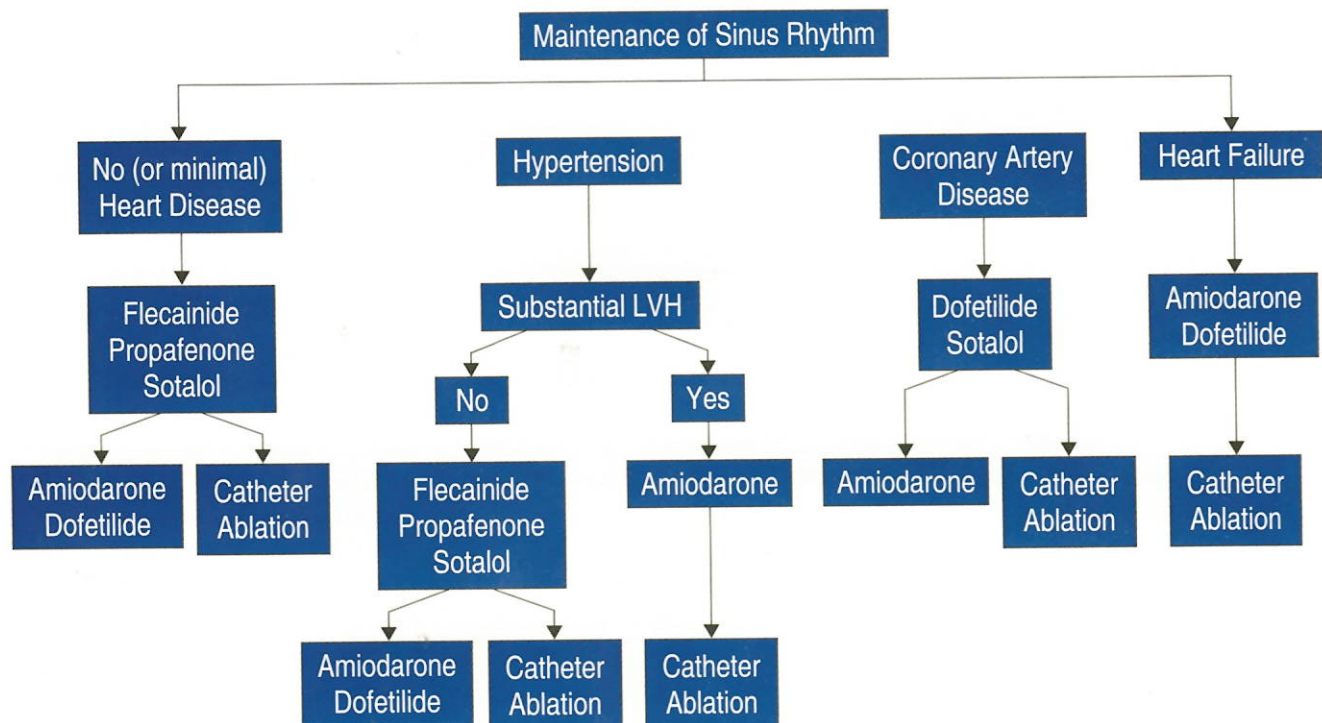 Maintenance of Sinus Rhythm
No (or minimal)
Heart Disease
Hypertension
Coronary Artery
Disease
Heart Failure
Flecainide
Propafenone
Sotalol
Substantial LVH
Dofetilide
Sotalol
Amiodarone
Dofetilide
No
Yes
Amiodarone
Dofetilide
Catheter
Ablation
Flecainide
Propafenone
Sotalol
Amiodarone
Amiodarone
Catheter
Ablation
Catheter
Ablation
Amiodarone
Dofetilide
Catheter
Ablation
Catheter
Ablation